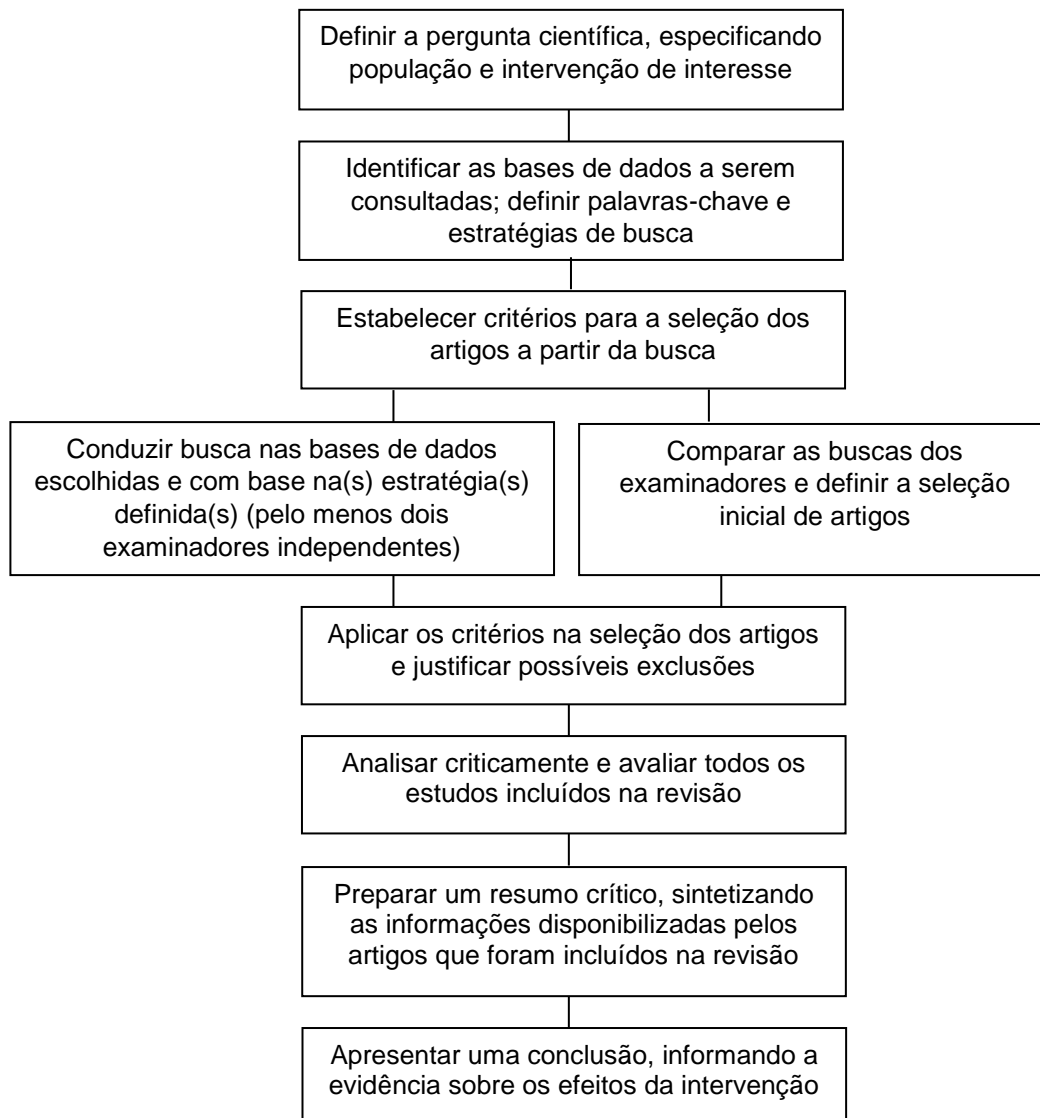 Definir a pergunta científica, especificando
população e intervenção de interesse
Identificar as bases de dados a serem
consultadas; definir palavras-chave e
estratégias de busca
Estabelecer critérios para a seleção dos
artigos a partir da busca
Conduzir busca nas bases de dados
escolhidas e com base na(s) estratégia(s)
definida(s) (pelo menos dois
examinadores independentes)
Comparar as buscas dos
examinadores e definir a seleção
inicial de artigos
Aplicar os critérios na seleção dos artigos
e justificar possíveis exclusões
Analisar criticamente e avaliar todos os
estudos incluídos na revisão
Preparar um resumo crítico, sintetizando
as informações disponibilizadas pelos
artigos que foram incluídos na revisão
Apresentar uma conclusão, informando a
evidência sobre os efeitos da intervenção